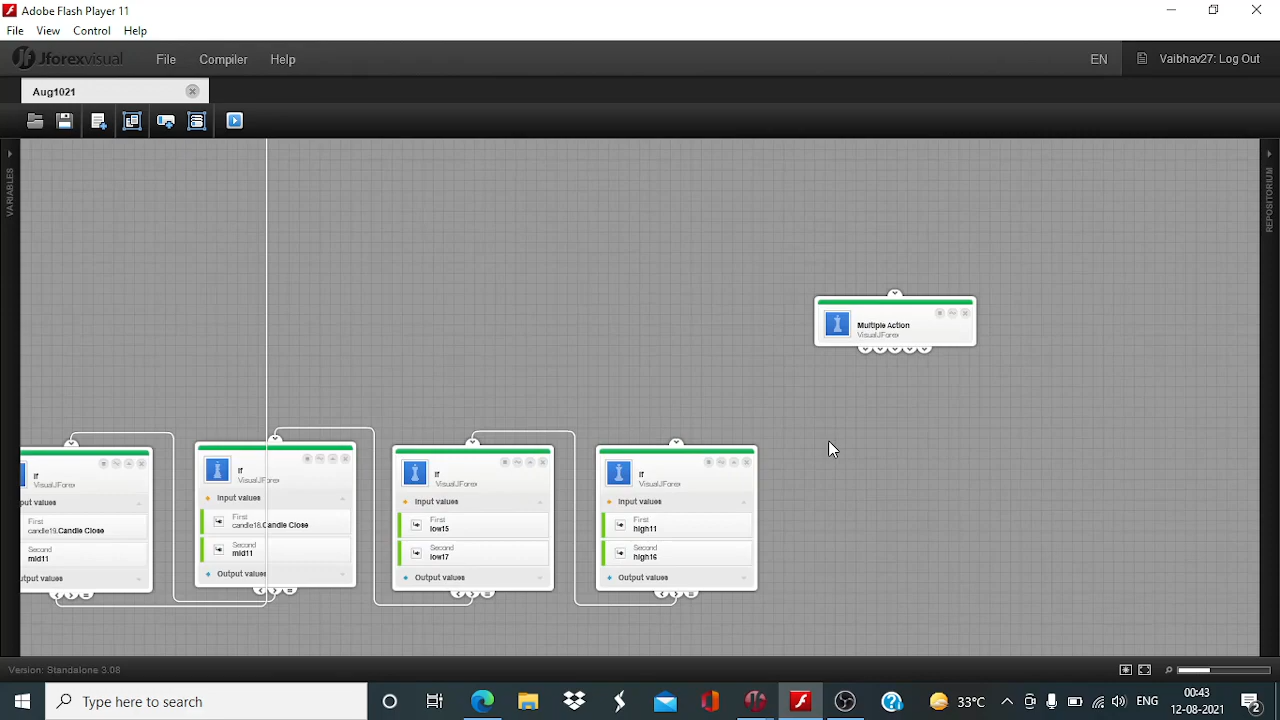 Adobe Flash Player 11
File View Control Help
Jforexvisual File Compiler Help EN Vaibhav27: Log Out
Aug1021
VARIABLES
REPOSITORIUM
Multiple Action
VisualJForex
If
VisualJForex
put values
candle19.Candle Close
Second
mid11
utput values
If
VisualJForex
Input values
First
candle18.Candle Close
Second
mid11
Output values
If
VisualJForex
Input values
First
low15
Second
low17
Output values
If
VisualJForex
Input values
First
high11
Second
high16
Output values
Version: Standalone 3.08
Type here to search
33°C
ENG
00:43
12-08-2021
2